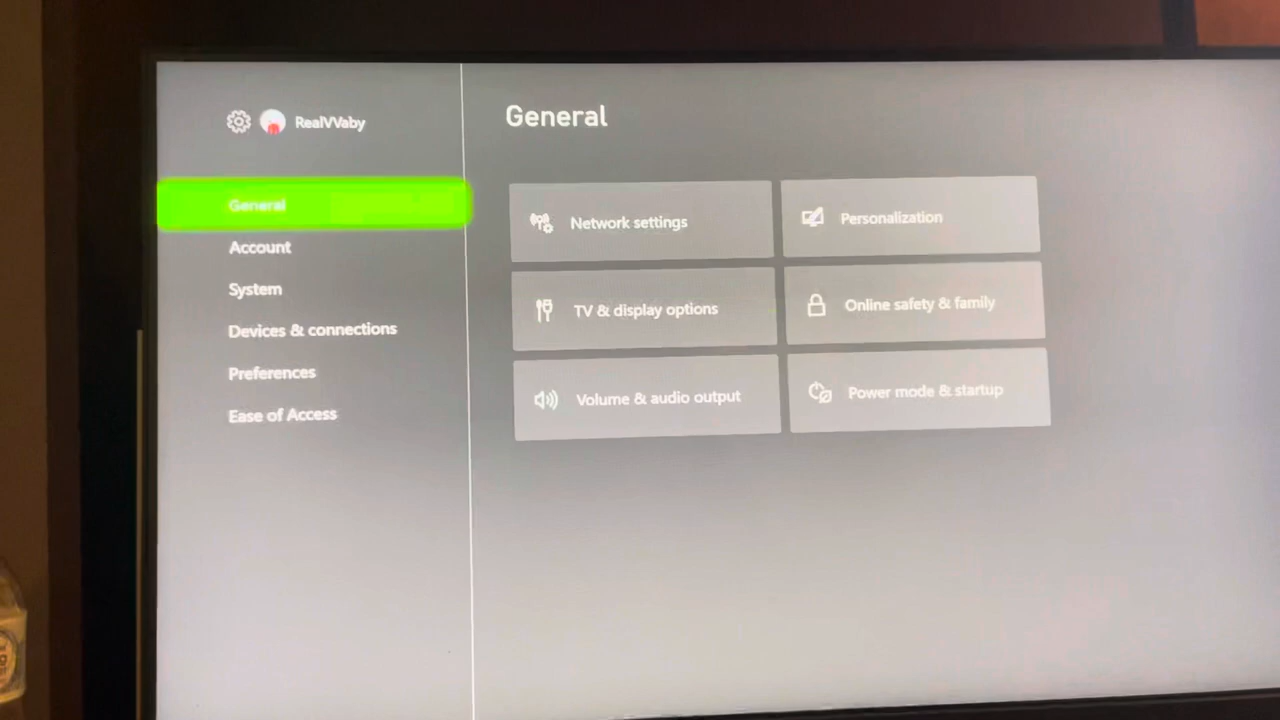 RealVVaby
General
Account
System
Devices & connections
Preferences
Ease of Access
General
Network settings
Personalization
TV & display options
Online safety & family
Volume & audio output
Power mode & startup